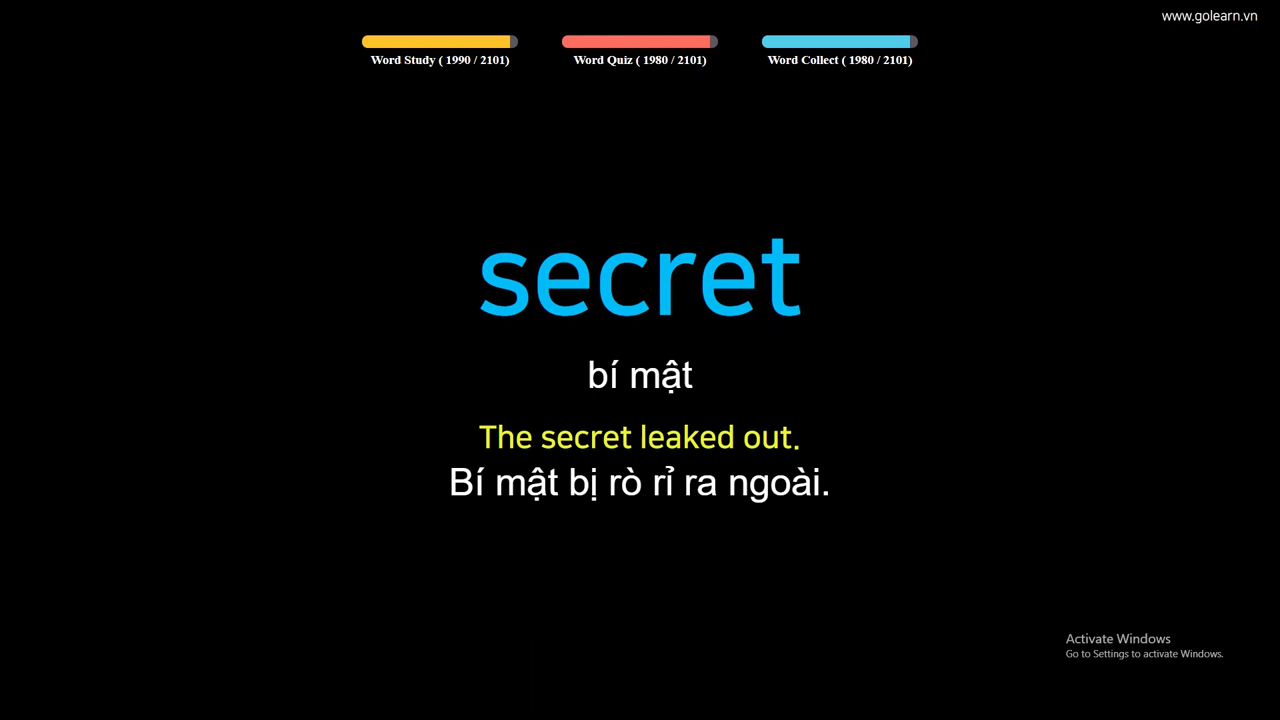 www.golearn.vn
Word Study ( 1990 / 2101)
Word Quiz ( 1980 / 2101)
Word Collect ( 1980 / 2101)
secret
bí mật
The secret leaked out.
Bí mật bị rò rỉ ra ngoài.
Activate Windows
Go to Settings to activate Windows.